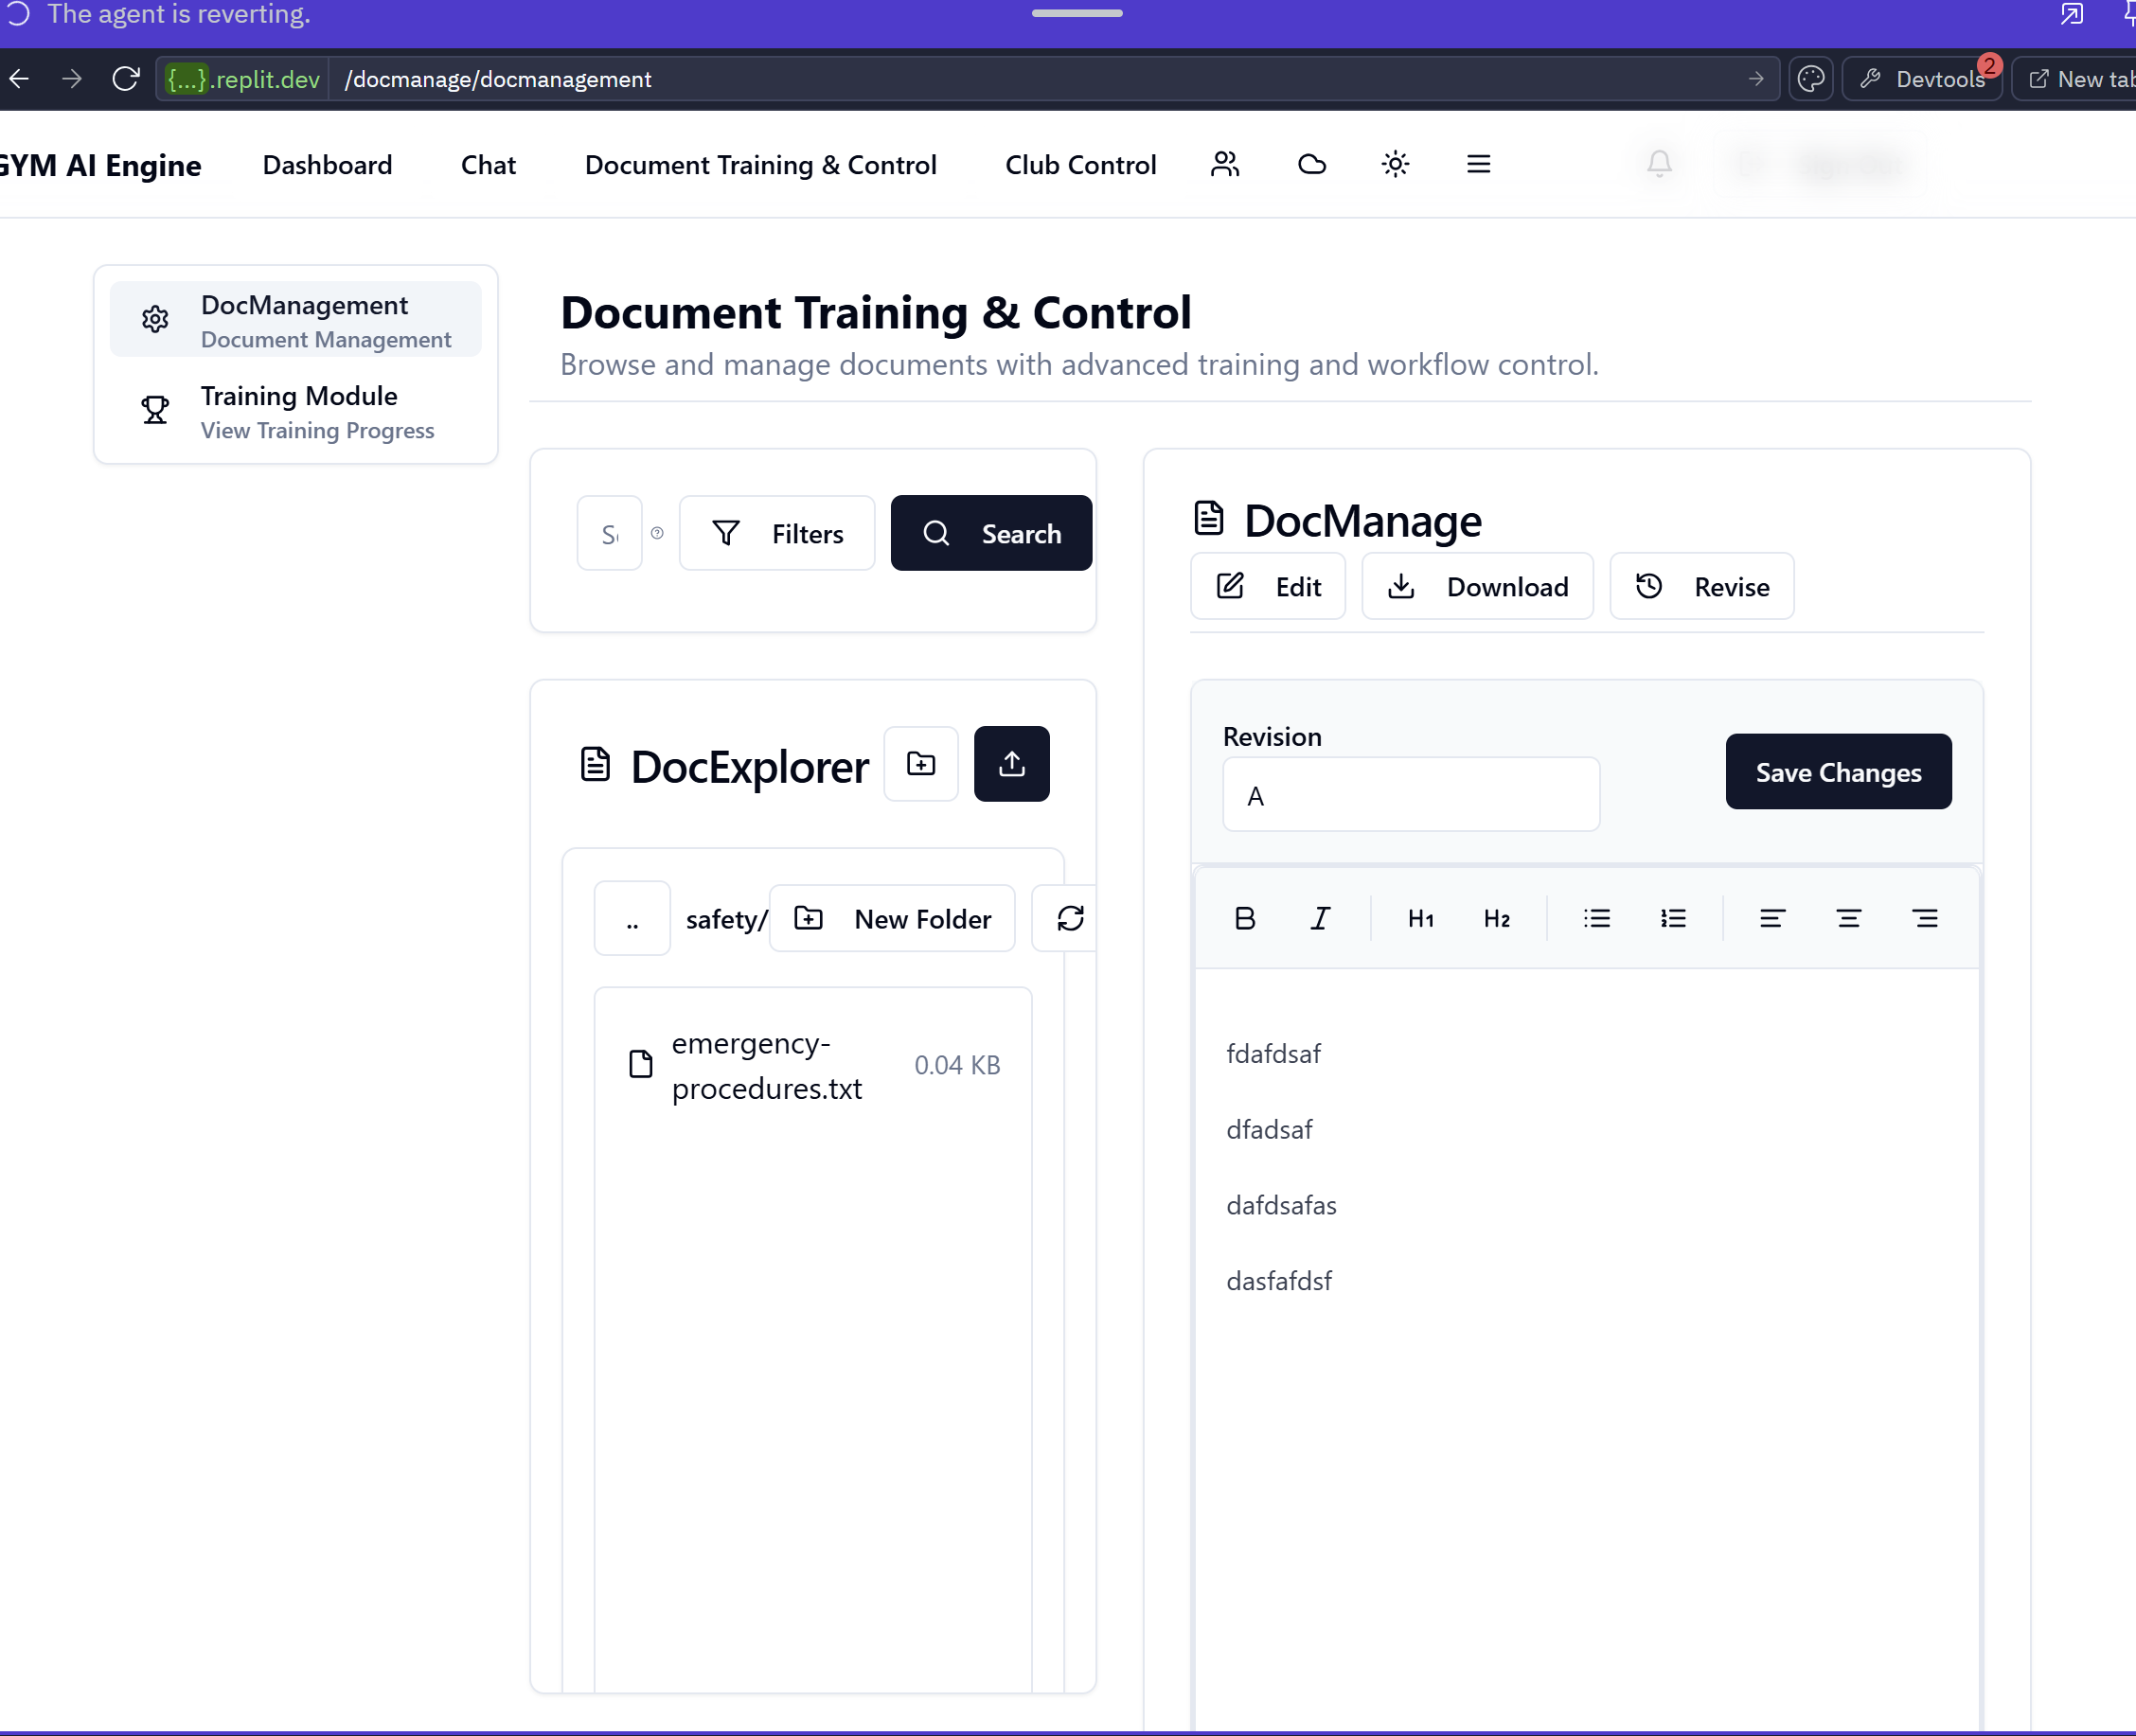 The agent is reverting.
{...}.replit.dev /docmanage/docmanagement Devtools 2 New tab
GYM AI Engine Dashboard Chat Document Training & Control Club Control
DocManagement
Document Management
Training Module
View Training Progress
Document Training & Control
Browse and manage documents with advanced training and workflow control.
Filters Search
DocExplorer
.. safety/ New Folder
emergency-
procedures.txt
0.04 KB
DocManage
Edit Download Revise
Revision
A
Save Changes
B I H1 H2
fdafdsaf
dfadsaf
dafdsafas
dasfafdsf